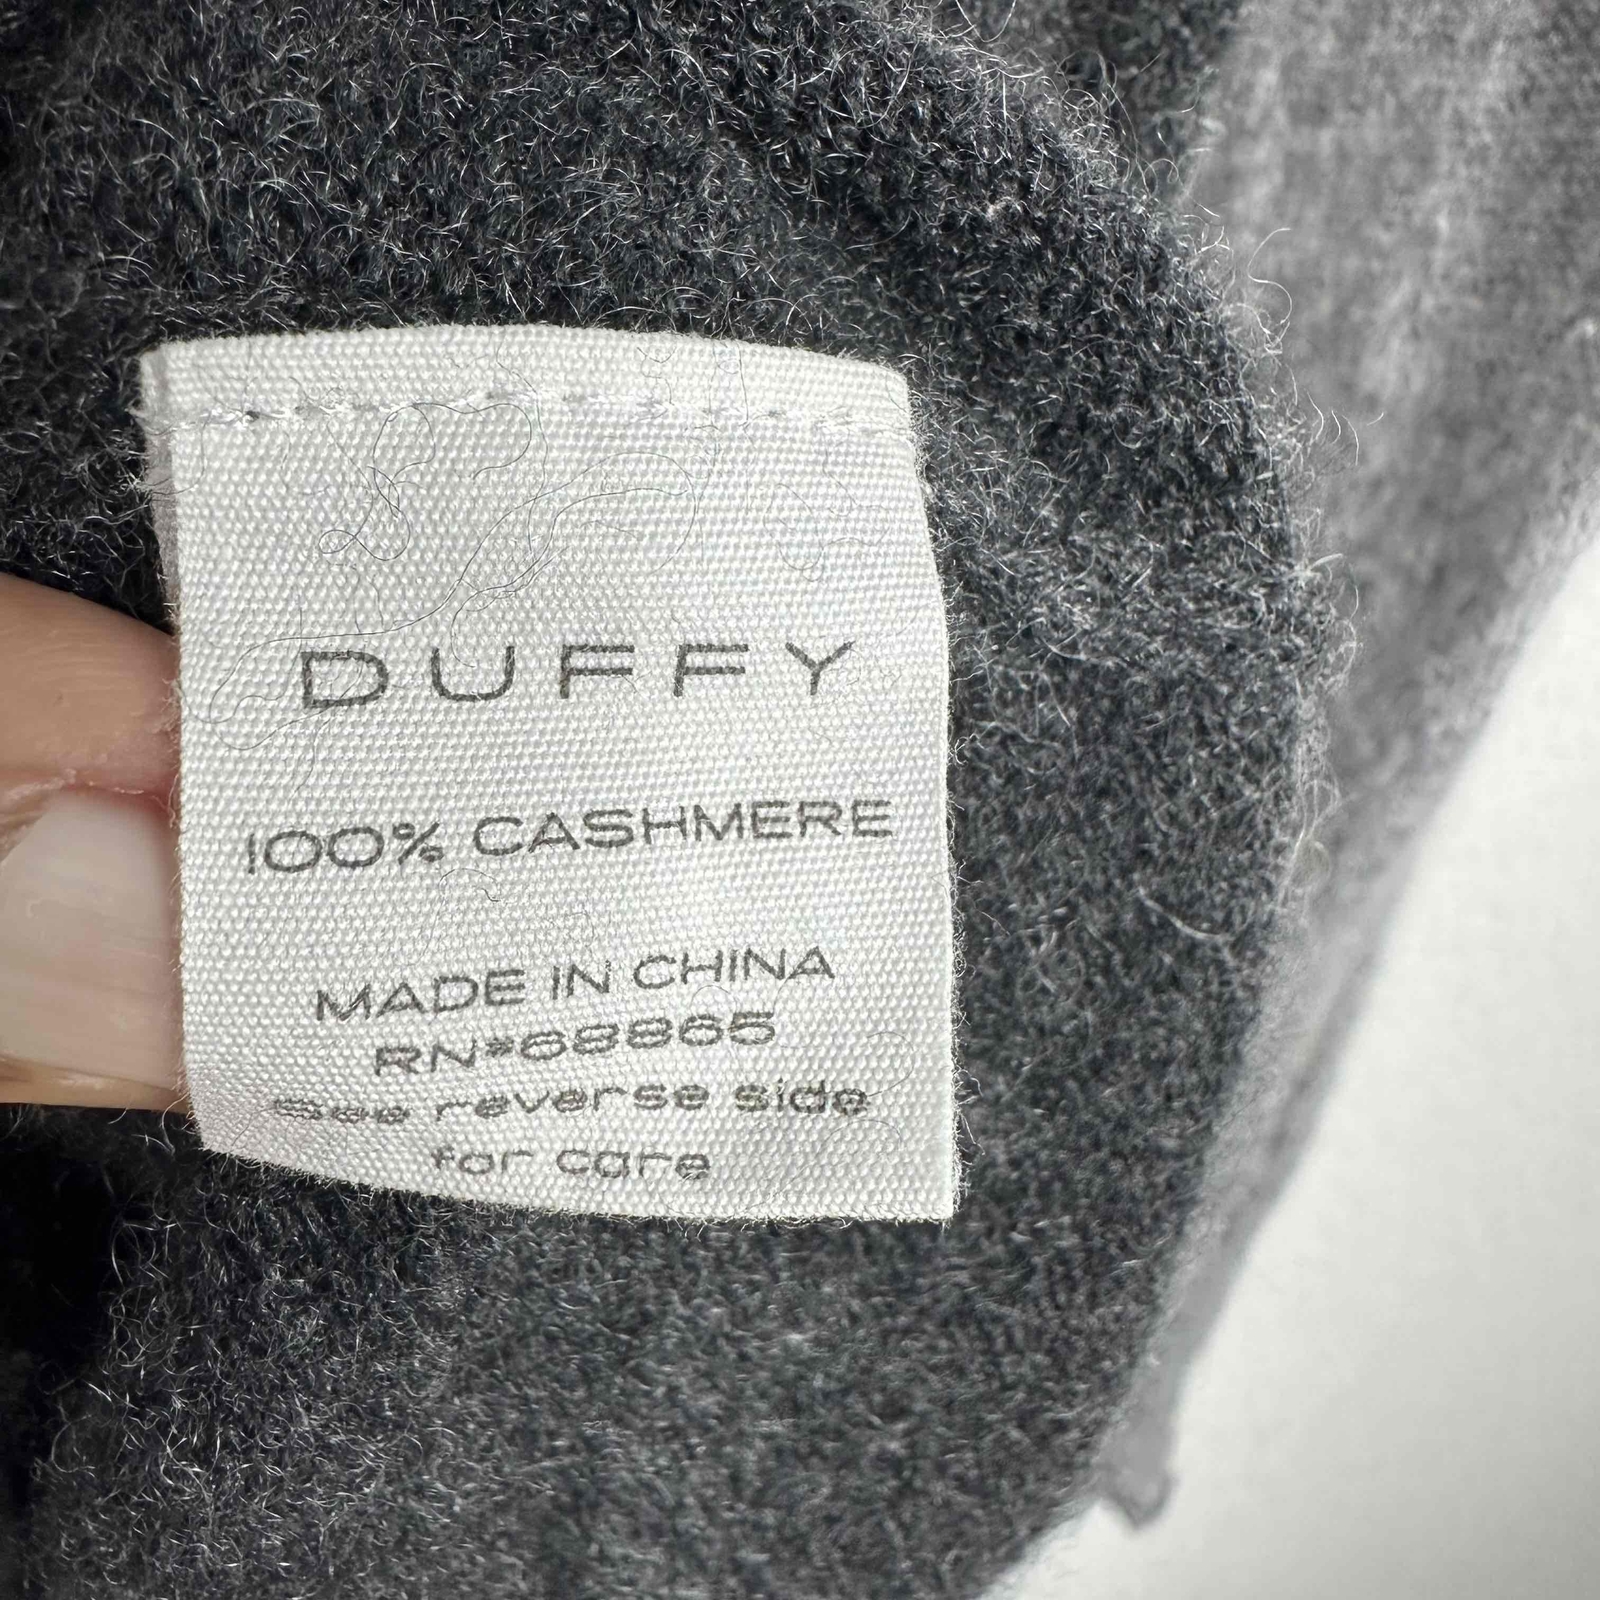 DUFFY
100% CASHMERE
MADE IN CHINA
RN#68865
See reverse side
for care